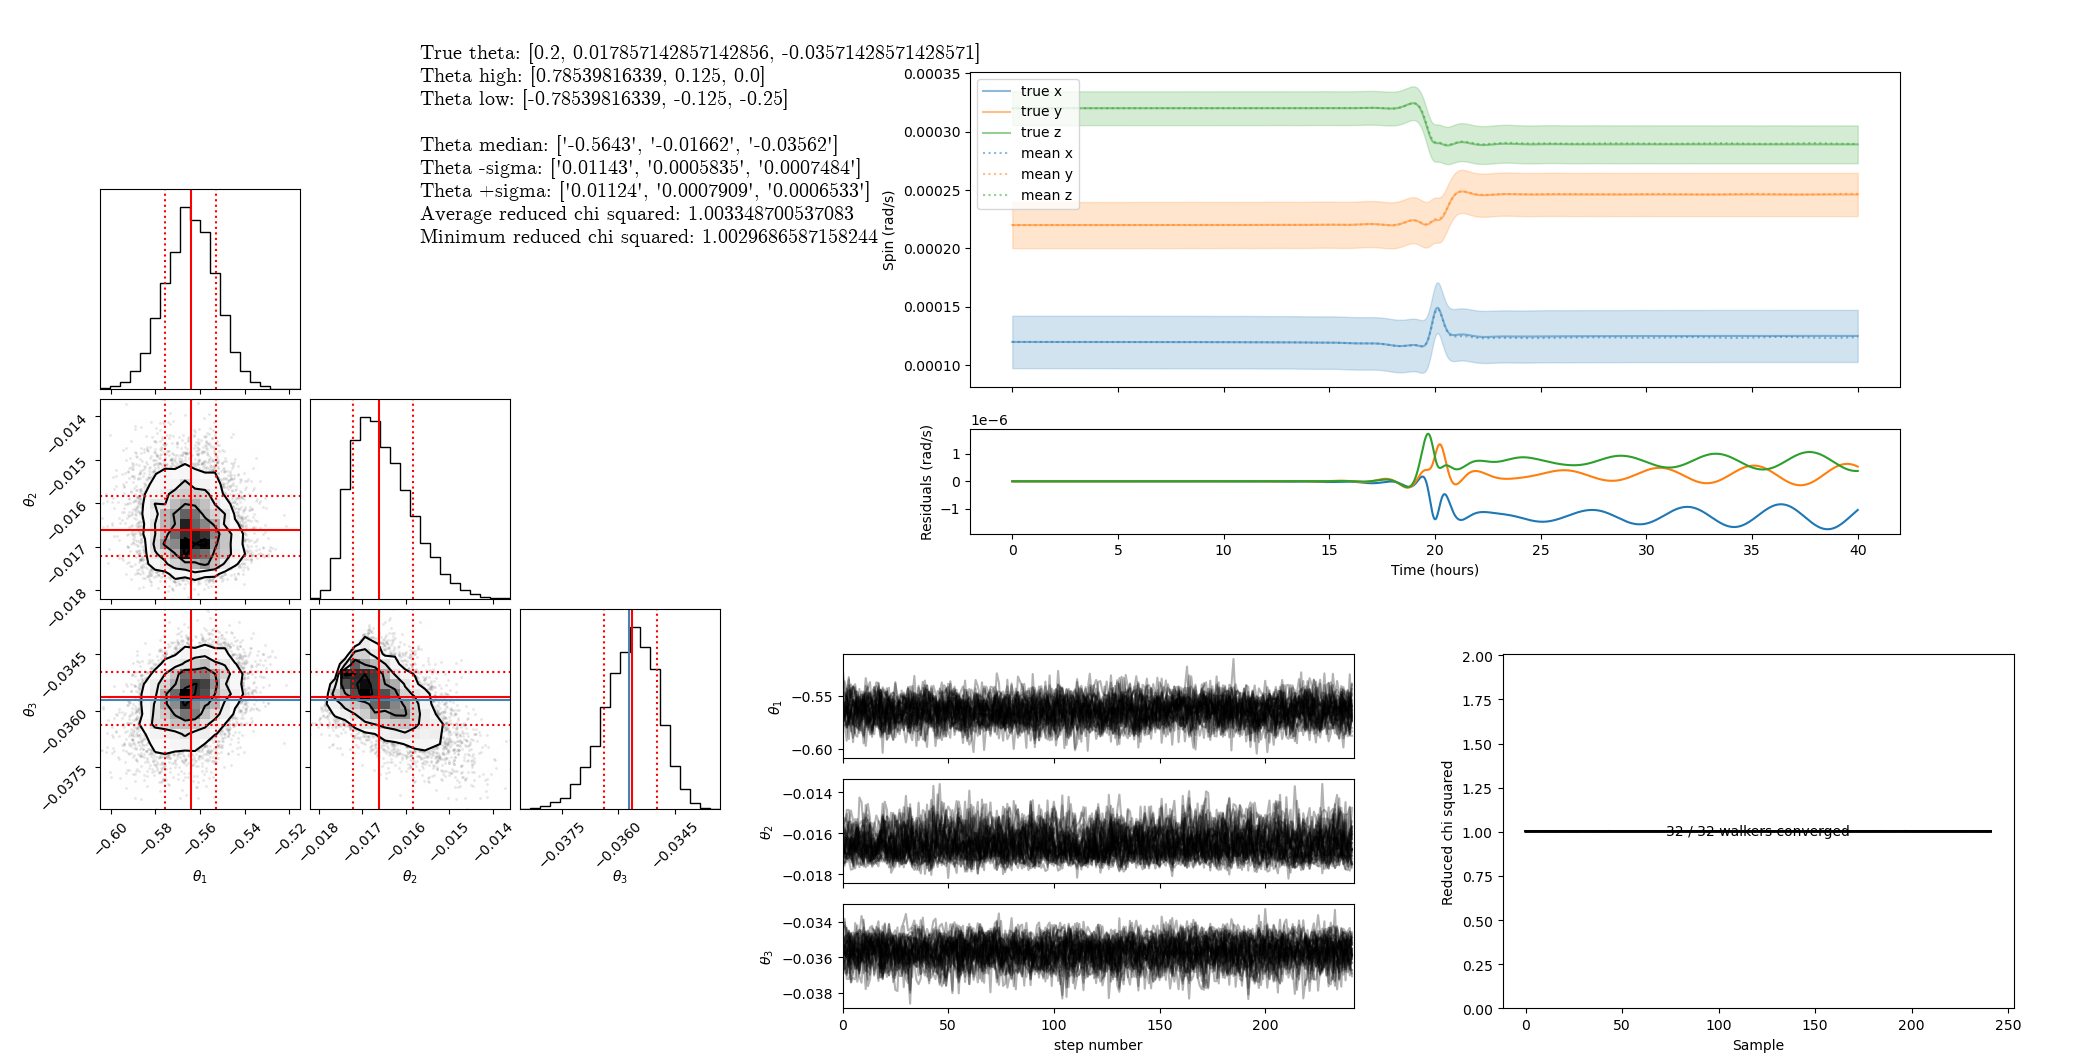 True theta: [0.2, 0.017857142857142856, -0.03571428571428571]
Theta high: [0.78539816339, 0.125, 0.0]
Theta low: [-0.78539816339, -0.125, -0.25]
Theta median: ['-0.5643', '-0.01662', '-0.03562']
Theta -sigma: ['0.01143', '0.0005835', '0.0007484']
Theta +sigma: ['0.01124', '0.0007909', '0.0006533']
Average reduced chi squared: 1.003348700537083
Minimum reduced chi squared: 1.0029686587158244
0.00035
0.00030
0.00025
0.00020
0.00015
0.00010
Spin (rad/s)
true x
true y
true z
mean x
mean y
mean z
1e−6
1
0
−1
Residuals (rad/s)
0 5 10 15 20 25 30 35 40
Time (hours)
−0.014
−0.015
−0.016
−0.017
−0.018
θ2
−0.0345
−0.0360
−0.0375
θ3
−0.60 −0.58 −0.56 −0.54 −0.52
θ1
−0.018 −0.017 −0.016 −0.015 −0.014
θ2
−0.0375 −0.0360 −0.0345
θ3
−0.55
−0.60
θ1
−0.014
−0.016
−0.018
θ2
−0.034
−0.036
−0.038
θ3
0 50 100 150 200
step number
2.00
1.75
1.50
1.25
1.00
0.75
0.50
0.25
0.00
Reduced chi squared
32 / 32 walkers converged
0 50 100 150 200 250
Sample